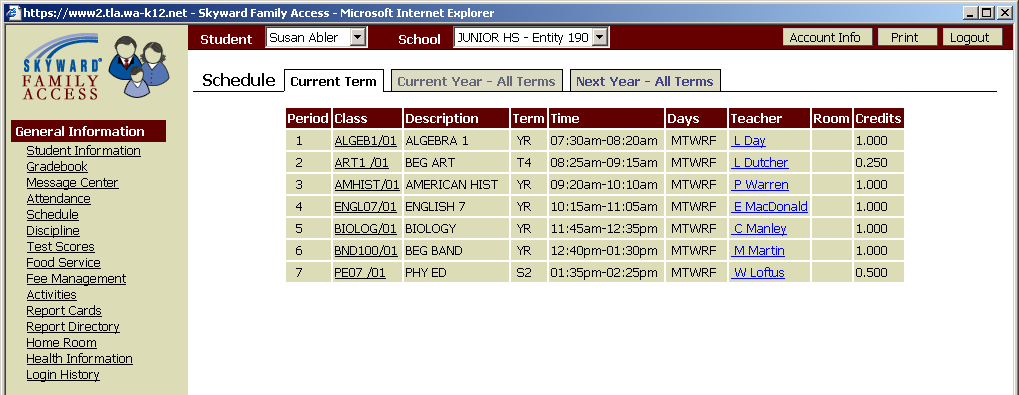 https://www2.tla.wa-k12.net - Skyward Family Access - Microsoft Internet Explorer
Student Susan Abler School JUNIOR HS - Entity 190 Account Info Print Logout
SKYWARD®
FAMILY
ACCESS
Schedule Current Term Current Year - All Terms Next Year - All Terms
General Information
Student Information
Gradebook
Message Center
Attendance
Schedule
Discipline
Test Scores
Food Service
Fee Management
Activities
Report Cards
Report Directory
Home Room
Health Information
Login History
Period Class Description Term Time Days Teacher Room Credits
1 ALGEB1/01 ALGEBRA 1 YR 07:30am-08:20am MTWRF L Day 1.000
2 ART1 /01 BEG ART T4 08:25am-09:15am MTWRF L Dutcher 0.250
3 AMHIST/01 AMERICAN HIST YR 09:20am-10:10am MTWRF P Warren 1.000
4 ENGL07/01 ENGLISH 7 YR 10:15am-11:05am MTWRF E MacDonald 1.000
5 BIOLOG/01 BIOLOGY YR 11:45am-12:35pm MTWRF C Manley 1.000
6 BND100/01 BEG BAND YR 12:40pm-01:30pm MTWRF M Martin 1.000
7 PE07 /01 PHY ED S2 01:35pm-02:25pm MTWRF W Loftus 0.500